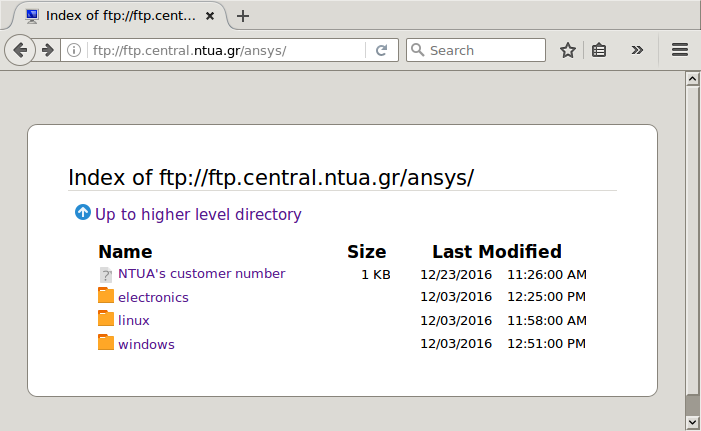 Index of ftp://ftp.cent...
ftp://ftp.central.ntua.gr/ansys/
Search
Index of ftp://ftp.central.ntua.gr/ansys/
Up to higher level directory
Name Size Last Modified
NTUA's customer number 1 KB 12/23/2016 11:26:00 AM
electronics 12/03/2016 12:25:00 PM
linux 12/03/2016 11:58:00 AM
windows 12/03/2016 12:51:00 PM